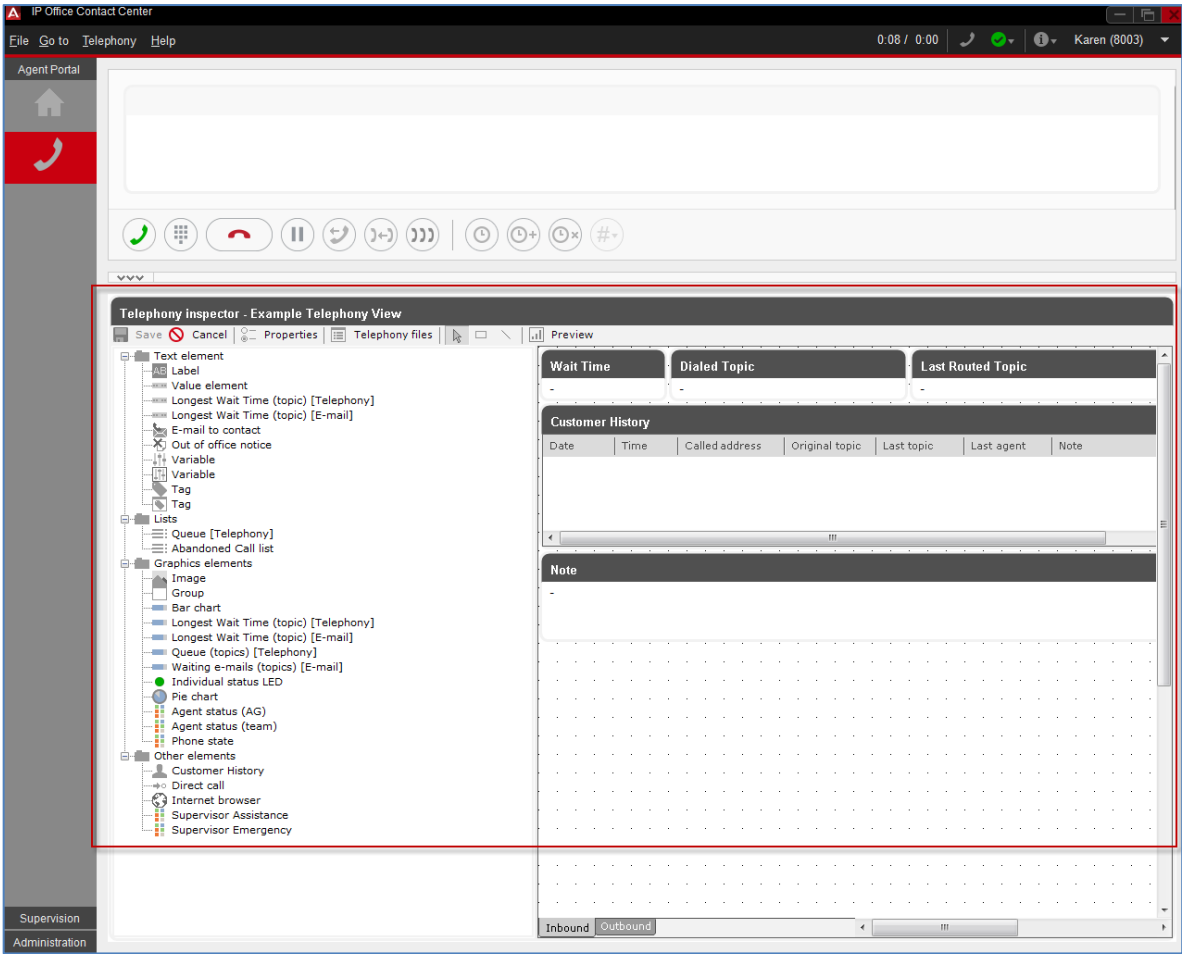 IP Office Contact Center
File Go to Telephony Help 0:08 / 0:00 Karen (8003)
Agent Portal
Telephony inspector - Example Telephony View
Save Cancel Properties Telephony files Preview
Text element
AB Label
Value element
Longest Wait Time (topic) [Telephony]
Longest Wait Time (topic) [E-mail]
E-mail to contact
Out of office notice
Variable
Variable
Tag
Tag
Lists
Queue [Telephony]
Abandoned Call list
Graphics elements
Image
Group
Bar chart
Longest Wait Time (topic) [Telephony]
Longest Wait Time (topic) [E-mail]
Queue (topics) [Telephony]
Waiting e-mails (topics) [E-mail]
Individual status LED
Pie chart
Agent status (AG)
Agent status (team)
Phone state
Other elements
Customer History
Direct call
Internet browser
Supervisor Assistance
Supervisor Emergency
Wait Time Dialed Topic Last Routed Topic
- - -
Customer History
Date Time Called address Original topic Last topic Last agent Note
Note
-
Inbound Outbound
Supervision
Administration